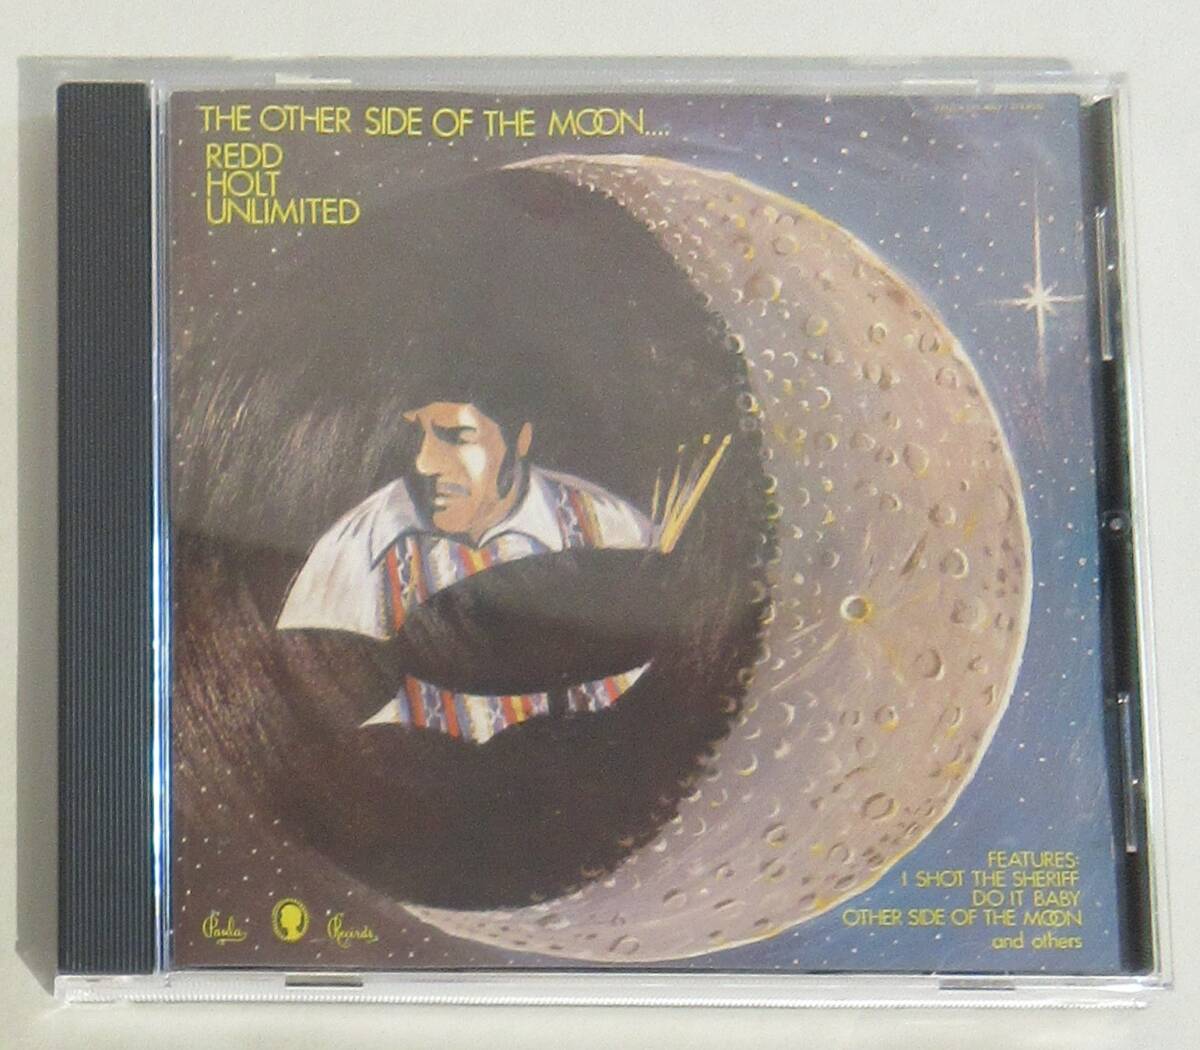 THE OTHER SIDE OF THE MOON....
REDD
HOLT
UNLIMITED
FEATURES:
I SHOT THE SHERIFF
DO IT BABY
OTHER SIDE OF THE MOON
and others
Paula Records